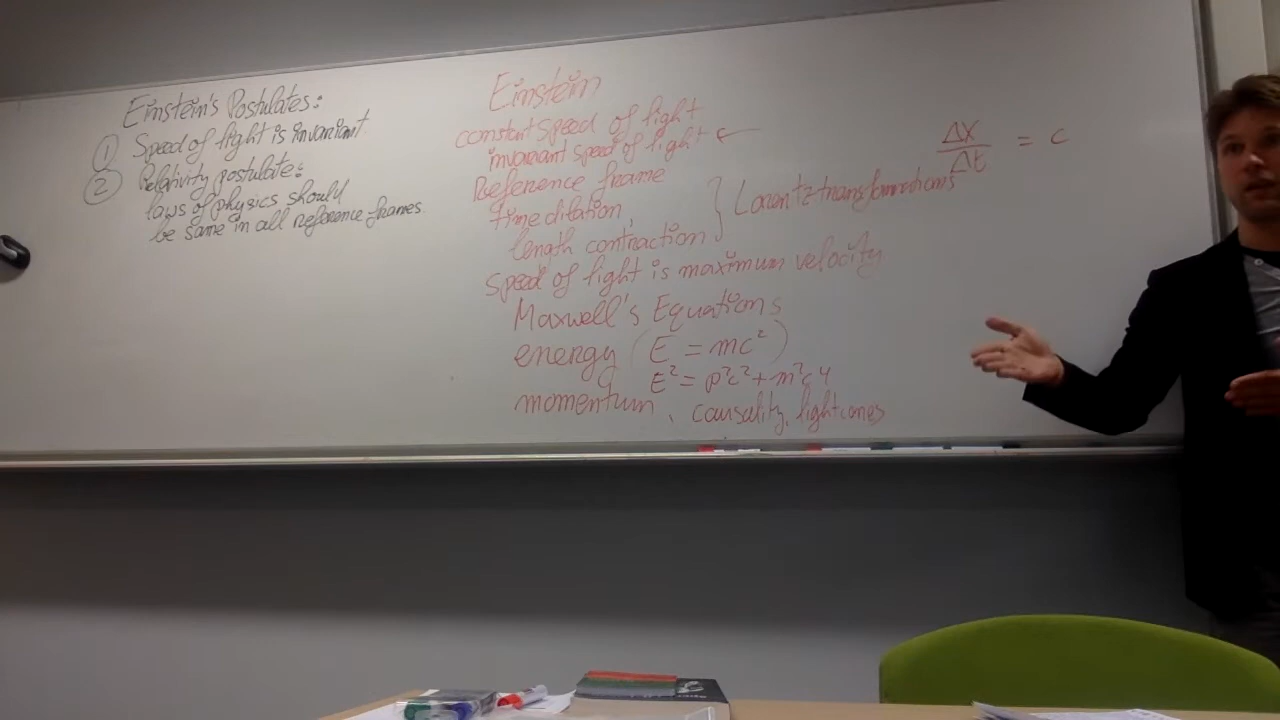 Einstein's Postulates:
① Speed of light is invariant
② Relativity postulate:
laws of physics should
be same in all reference frames
Einstein
constant speed of light
invariant speed of light c
Reference frame
time dilation,
length contraction } Lorentz transformations
speed of light is maximum velocity
Maxwell's Equations
energy (E = mc²)
E² = p²c² + m²c⁴
momentum, causality, lightcones
Δx/Δt = c